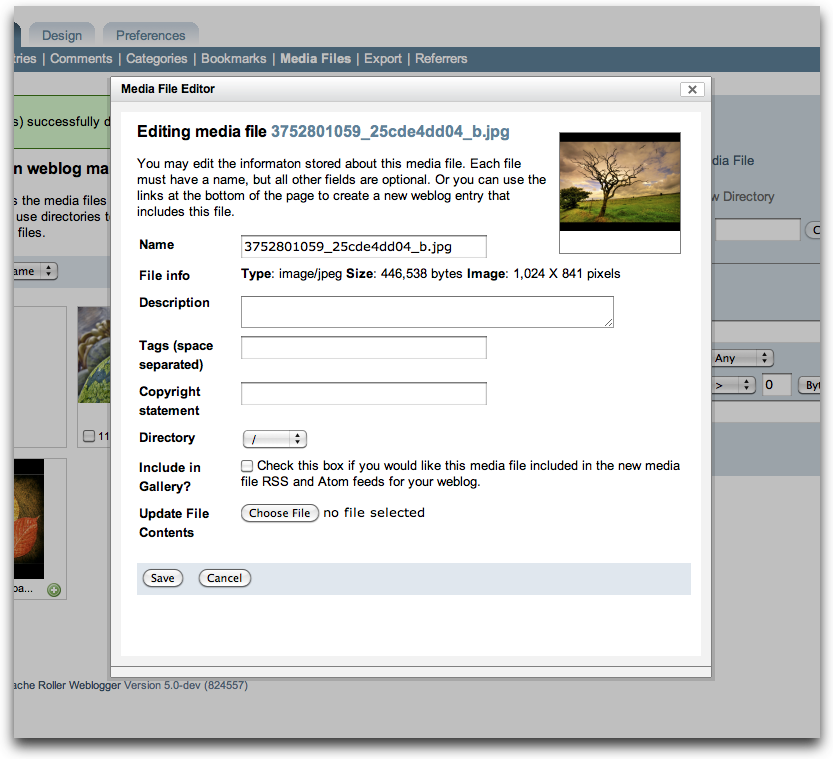 Design Preferences
ries | Comments | Categories | Bookmarks | Media Files | Export | Referrers
Media File Editor
s) successfully d
Editing media file 3752801059_25cde4dd04_b.jpg
n weblog ma
dia File
You may edit the informaton stored about this media file. Each file
must have a name, but all other fields are optional. Or you can use the
links at the bottom of the page to create a new weblog entry that
includes this file.
s the media files
use directories to
files.
w Directory
Name 3752801059_25cde4dd04_b.jpg
ame
File info Type: image/jpeg Size: 446,538 bytes Image: 1,024 X 841 pixels
Description
Tags (space
separated)
Any
> 0 Byt
Copyright
statement
11
Directory /
Include in
Gallery?
Check this box if you would like this media file included in the new media
file RSS and Atom feeds for your weblog.
Update File
Contents
Choose File no file selected
Save Cancel
pa...
ache Roller Weblogger Version 5.0-dev (824557)